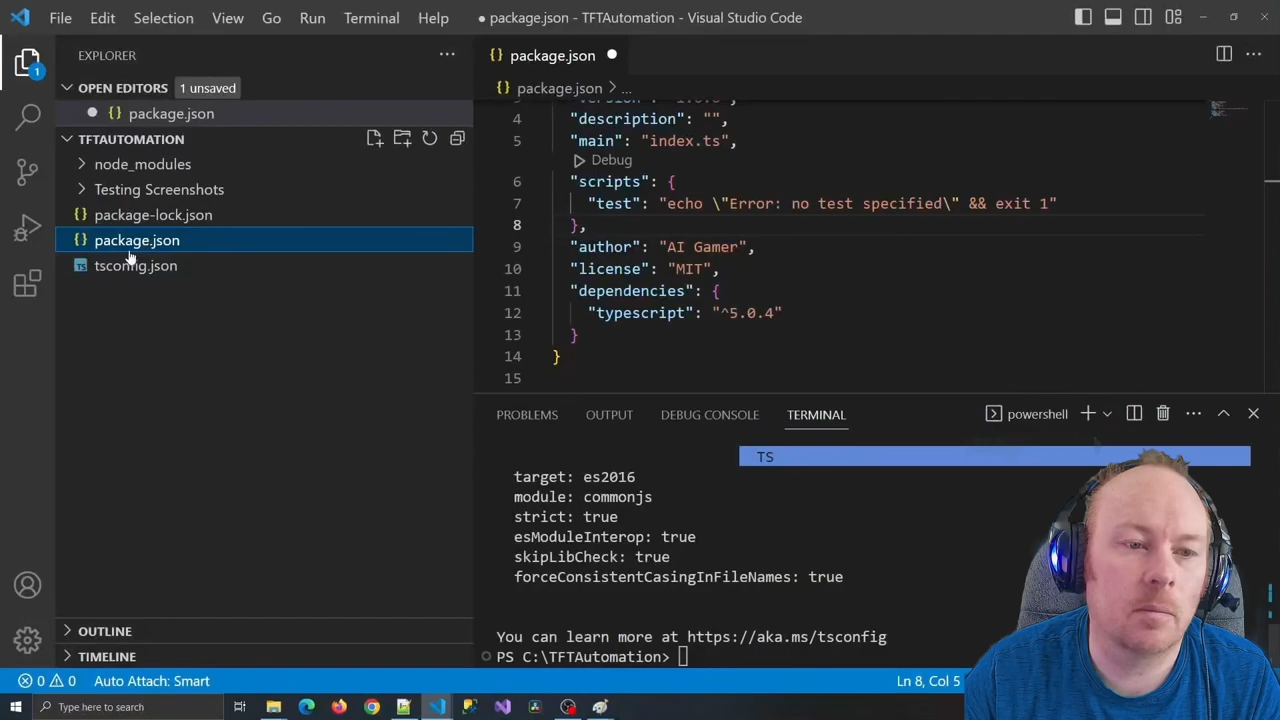 File Edit Selection View Go Run Terminal Help
● package.json - TFTAutomation - Visual Studio Code
EXPLORER
1
OPEN EDITORS 1 unsaved
{} package.json
TFTAUTOMATION
node_modules
Testing Screenshots
{} package-lock.json
{} package.json
TS tsconfig.json
OUTLINE
TIMELINE
{} package.json ●
{} package.json > ...
4 "description": "",
5 "main": "index.ts",
Debug
6 "scripts": {
7 "test": "echo \"Error: no test specified\" && exit 1"
8 },
9 "author": "AI Gamer",
10 "license": "MIT",
11 "dependencies": {
12 "typescript": "^5.0.4"
13 }
14 }
15
PROBLEMS OUTPUT DEBUG CONSOLE TERMINAL powershell
TS
target: es2016
module: commonjs
strict: true
esModuleInterop: true
skipLibCheck: true
forceConsistentCasingInFileNames: true
You can learn more at https://aka.ms/tsconfig
PS C:\TFTAutomation>
0 0 Auto Attach: Smart Ln 8, Col 5
Type here to search